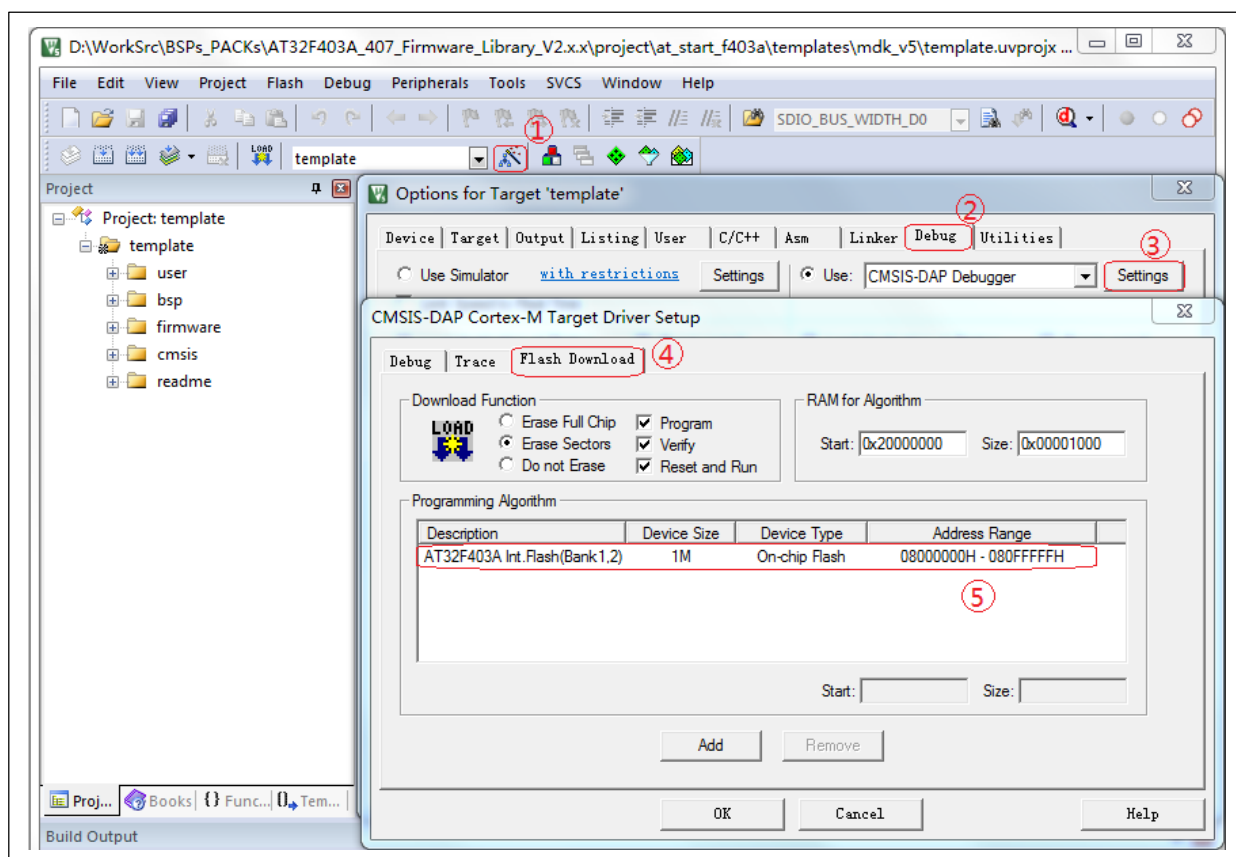 D:\WorkSrc\BSPs_PACKs\AT32F403A_407_Firmware_Library_V2.x.x\project\at_start_f403a\templates\mdk_v5\template.uvprojx ...
File Edit View Project Flash Debug Peripherals Tools SVCS Window Help
SDIO_BUS_WIDTH_D0
①
LOAD template
Project
Project: template
template
user
bsp
firmware
cmsis
readme
Options for Target 'template'
②
Device Target Output Listing User C/C++ Asm Linker Debug Utilities
③
Use Simulator with restrictions Settings Use: CMSIS-DAP Debugger Settings
CMSIS-DAP Cortex-M Target Driver Setup
Debug Trace Flash Download ④
Download Function
LOAD
Erase Full Chip Program
Erase Sectors Verify
Do not Erase Reset and Run
RAM for Algorithm
Start: 0x20000000 Size: 0x00001000
Programming Algorithm
Description Device Size Device Type Address Range
AT32F403A Int.Flash(Bank1,2) 1M On-chip Flash 08000000H - 080FFFFFH
⑤
Start: Size:
Add Remove
OK Cancel Help
Proj... Books {} Func... 0 Tem...
Build Output